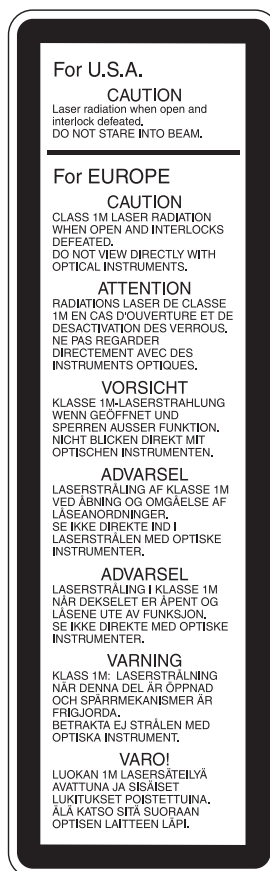 For U.S.A.
CAUTION
Laser radiation when open and
interlock defeated.
DO NOT STARE INTO BEAM.
For EUROPE
CAUTION
CLASS 1M LASER RADIATION
WHEN OPEN AND INTERLOCKS
DEFEATED.
DO NOT VIEW DIRECTLY WITH
OPTICAL INSTRUMENTS.
ATTENTION
RADIATIONS LASER DE CLASSE
1M EN CAS D'OUVERTURE ET DE
DESACTIVATION DES VERROUS.
NE PAS REGARDER
DIRECTEMENT AVEC DES
INSTRUMENTS OPTIQUES.
VORSICHT
KLASSE 1M-LASERSTRAHLUNG
WENN GEÖFFNET UND
SPERREN AUSSER FUNKTION.
NICHT BLICKEN DIREKT MIT
OPTISCHEN INSTRUMENTEN.
ADVARSEL
LASERSTRÅLING AF KLASSE 1M
VED ÅBNING OG OMGÅELSE AF
LÅSEANORDNINGER.
SE IKKE DIREKTE IND I
LASERSTRÅLEN MED OPTISKE
INSTRUMENTER.
ADVARSEL
LASERSTRÅLING I KLASSE 1M
NÅR DEKSELET ER ÅPENT OG
LÅSENE UTE AV FUNKSJON.
SE IKKE DIREKTE MED OPTISKE
INSTRUMENTER.
VARNING
KLASS 1M: LASERSTRÅLNING
NÄR DENNA DEL ÄR ÖPPNAD
OCH SPÄRRMEKANISMER ÄR
FRIGJORDA.
BETRAKTA EJ STRÅLEN MED
OPTISKA INSTRUMENT.
VARO!
LUOKAN 1M LASERSÄTEILYÄ
AVATTUNA JA SISÄISET
LUKITUKSET POISTETTUINA.
ÄLÄ KATSO SITÄ SUORAAN
OPTISEN LAITTEEN LÄPI.